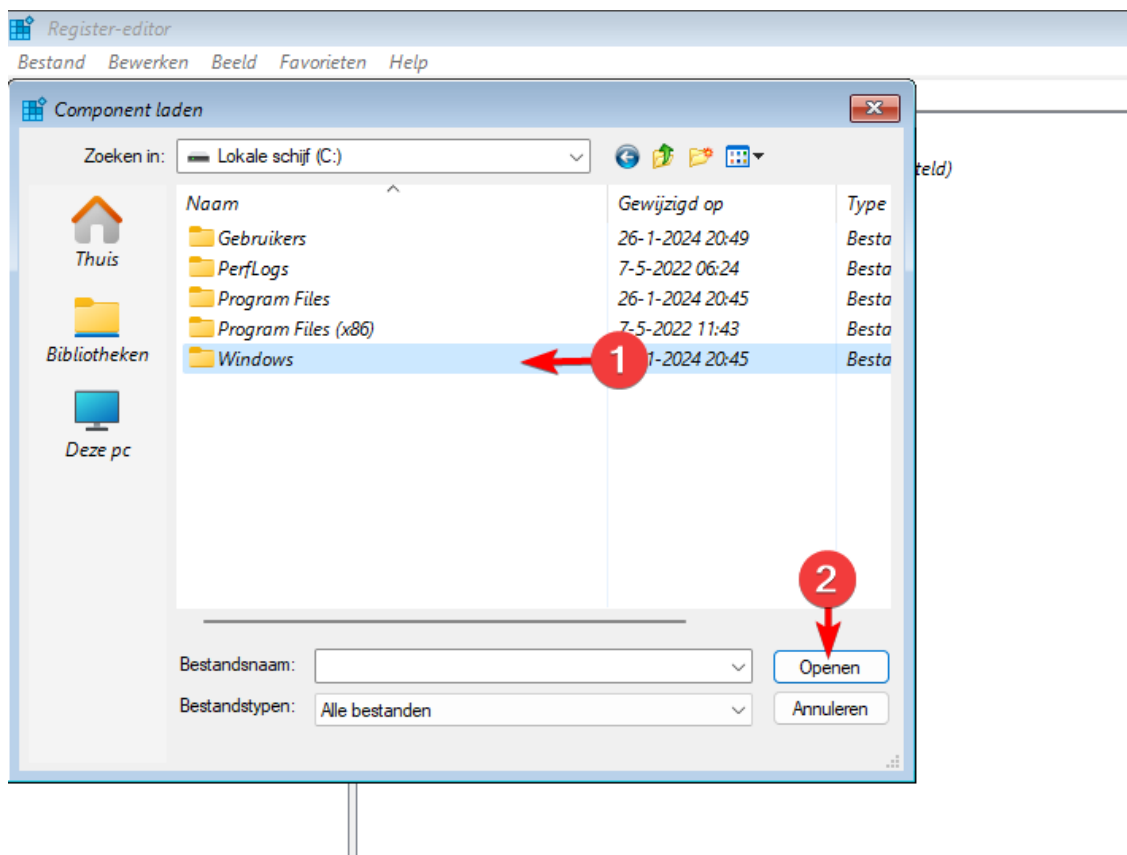 Register-editor
Bestand Bewerken Beeld Favorieten Help
Component laden
Zoeken in: Lokale schijf (C:)
teld)
Naam Gewijzigd op Type
Gebruikers 26-1-2024 20:49 Besta
PerfLogs 7-5-2022 06:24 Besta
Program Files 26-1-2024 20:45 Besta
Program Files (x86) 7-5-2022 11:43 Besta
Windows 1 1-2024 20:45 Besta
Thuis
Bibliotheken
Deze pc
2
Bestandsnaam: Openen
Bestandstypen: Alle bestanden Annuleren